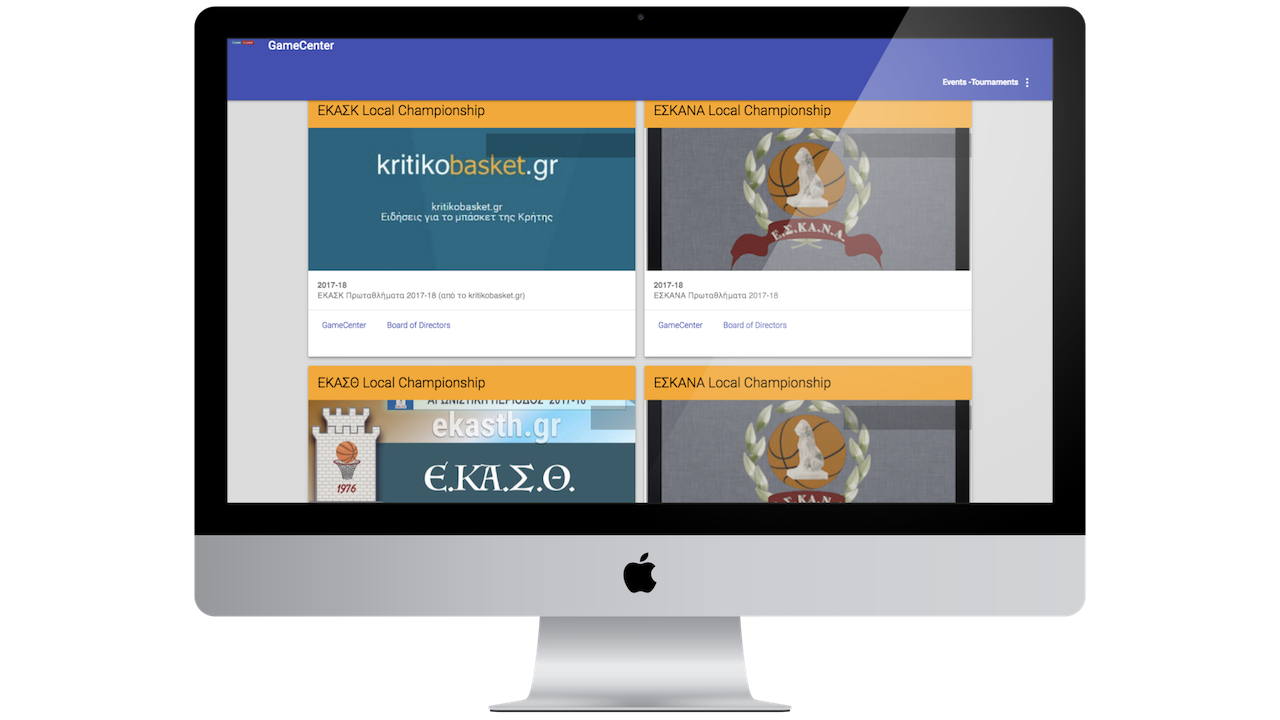 GameCenter
Events -Tournaments
ΕΚΑΣΚ Local Championship
kritikobasket.gr
kritikobasket.gr
Ειδήσεις για το μπάσκετ της Κρήτης
2017-18
ΕΚΑΣΚ Πρωταθλήματα 2017-18 (από το kritikobasket.gr)
GameCenter Board of Directors
ΕΣΚΑΝΑ Local Championship
Ε.Σ.ΚΑ.Ν.Α.
2017-18
ΕΣΚΑΝΑ Πρωταθλήματα 2017-18
GameCenter Board of Directors
ΕΚΑΣΘ Local Championship
ΑΓΩΝΙΣΤΙΚΗ ΠΕΡΙΟΔΟΣ 2017-18
ekasth.gr
Ε.ΚΑ.Σ.Θ.
1976
ΕΣΚΑΝΑ Local Championship
Ε.Σ.ΚΑ.Ν.